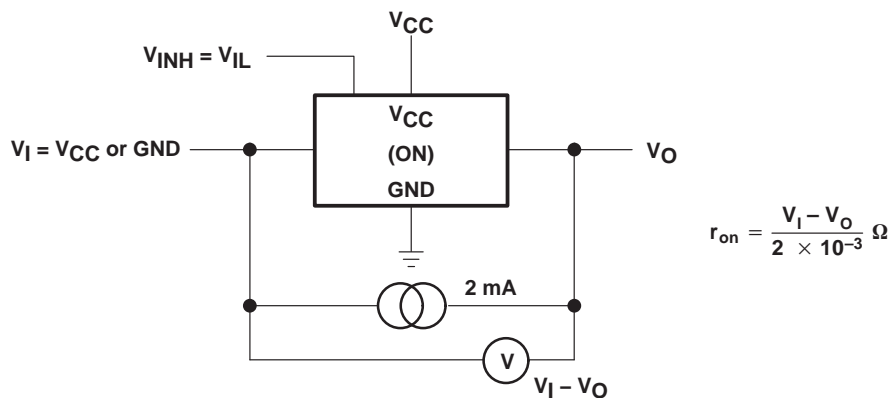 VCC
VINH = VIL
VCC
VI = VCC or GND
(ON)
VO
GND
ron = VI – VO / 2 × 10–3 Ω
2 mA
V
VI – VO